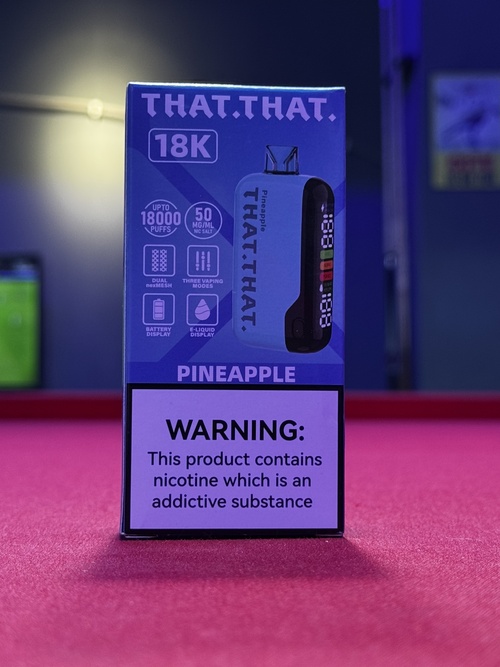 THAT.THAT.
18K
UPTO
18000
PUFFS
50
MG/ML
NIC SALT
DUAL
neoMESH
THREE VAPING
MODES
BATTERY
DISPLAY
E-LIQUID
DISPLAY
Pineapple
THAT.THAT.
PINEAPPLE
WARNING:
This product contains
nicotine which is an
addictive substance